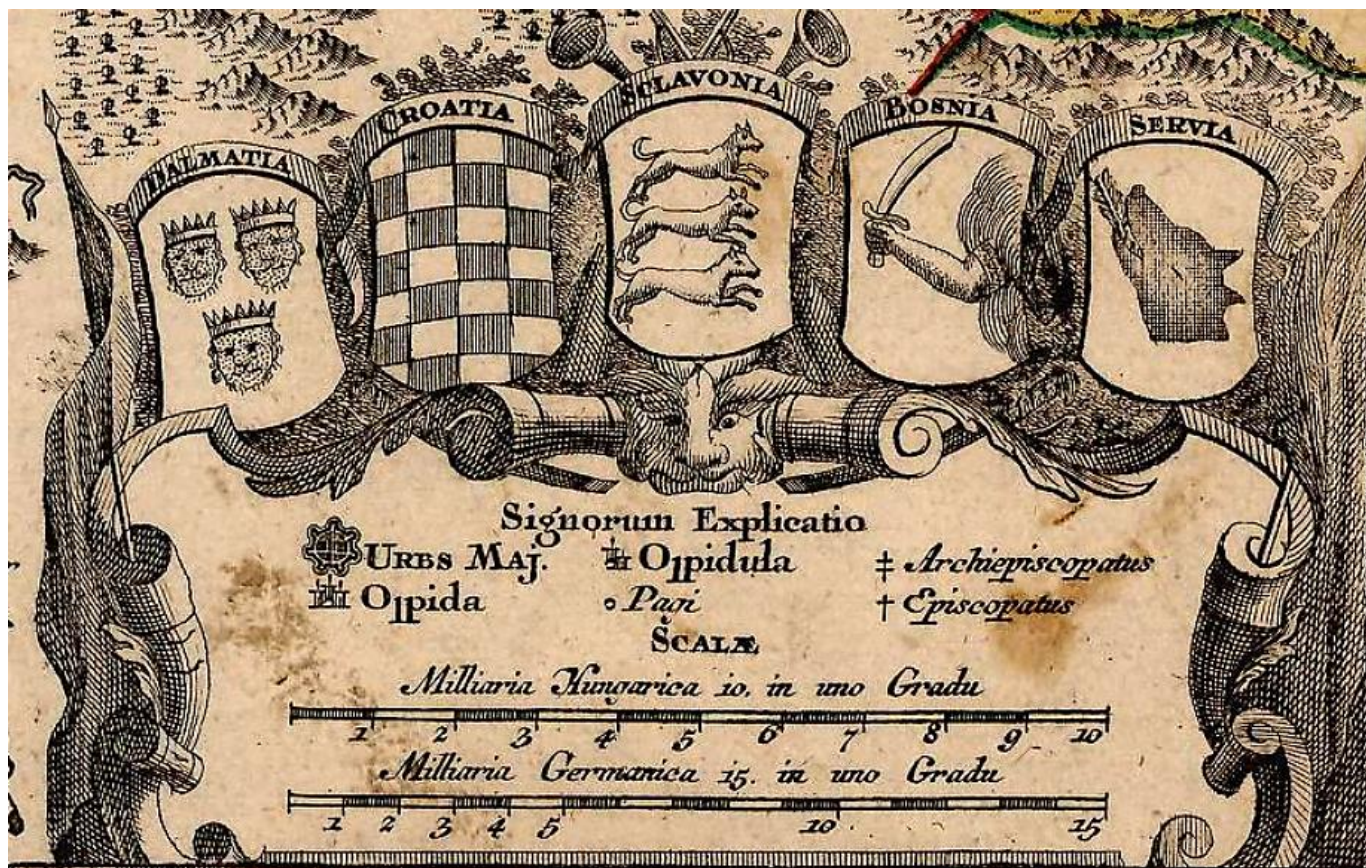 DALMATIA
CROATIA
SCLAVONIA
BOSNIA
SERVIA
Signorum Explicatio
URBS MAJ. Oppidula ‡ Archiepiscopatus
Oppida Pagi † Episcopatus
SCALÆ
Milliaria Hungarica 10. in uno Gradu
1 2 3 4 5 6 7 8 9 10
Milliaria Germanica 15. in uno Gradu
1 2 3 4 5 10 15